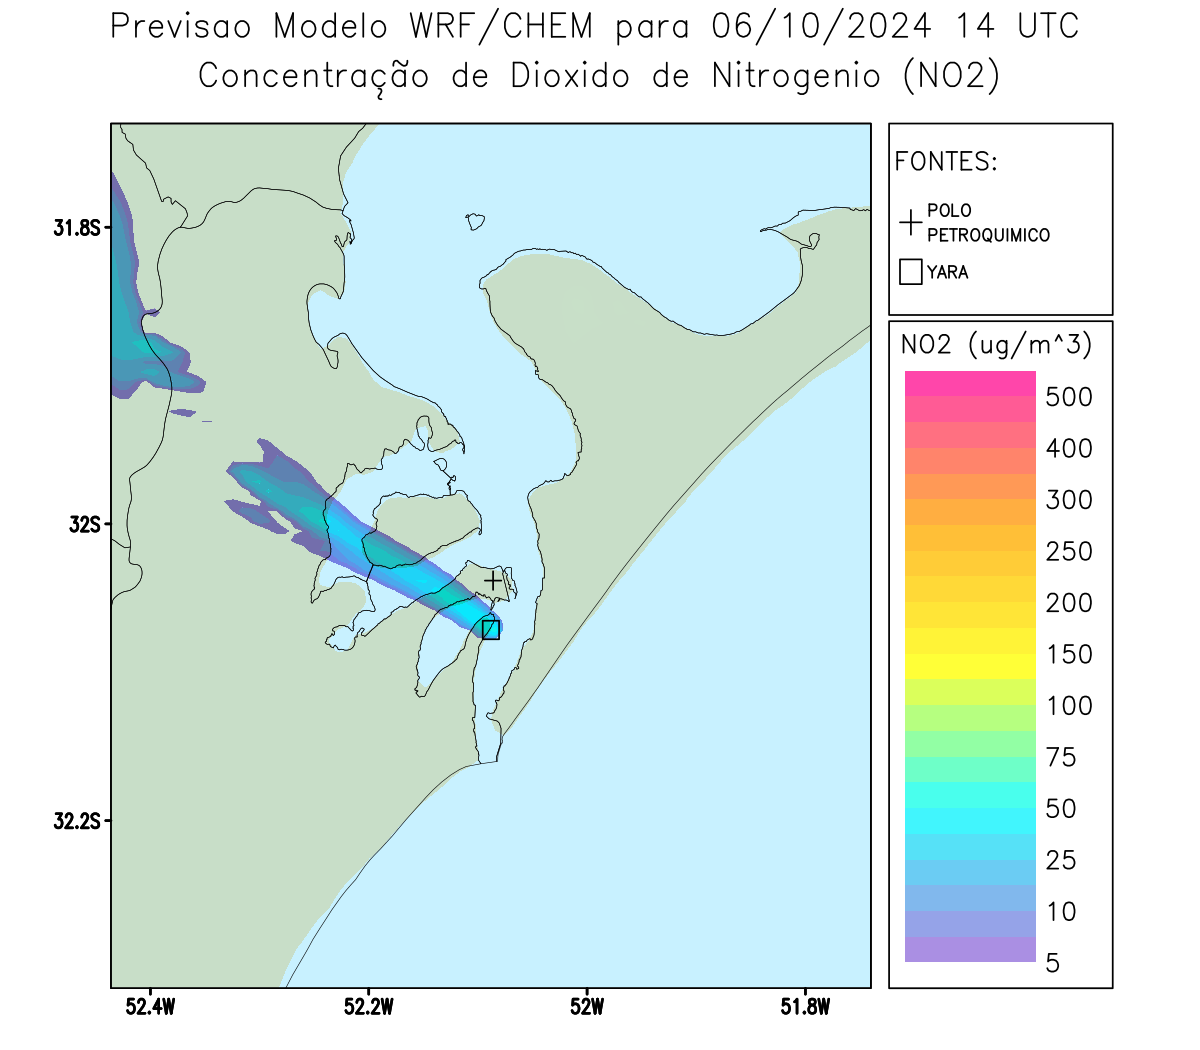 Previsao Modelo WRF/CHEM para 06/10/2024 14 UTC
Concentração de Dioxido de Nitrogenio (NO2)
FONTES:
POLO
PETROQUIMICO
YARA
NO2 (ug/m^3)
500
400
300
250
200
150
100
75
50
25
10
5
31.8S
32S
32.2S
52.4W
52.2W
52W
51.8W